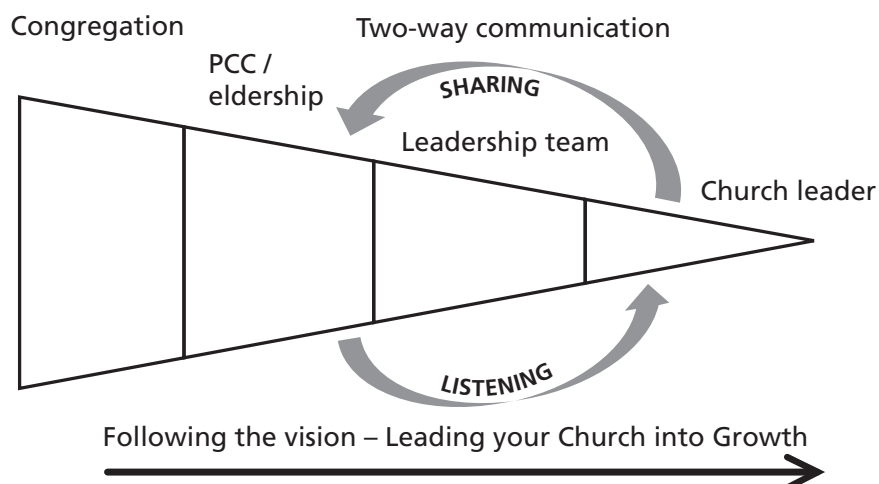 Congregation
Two-way communication
PCC /
eldership
SHARING
Leadership team
Church leader
LISTENING
Following the vision – Leading your Church into Growth